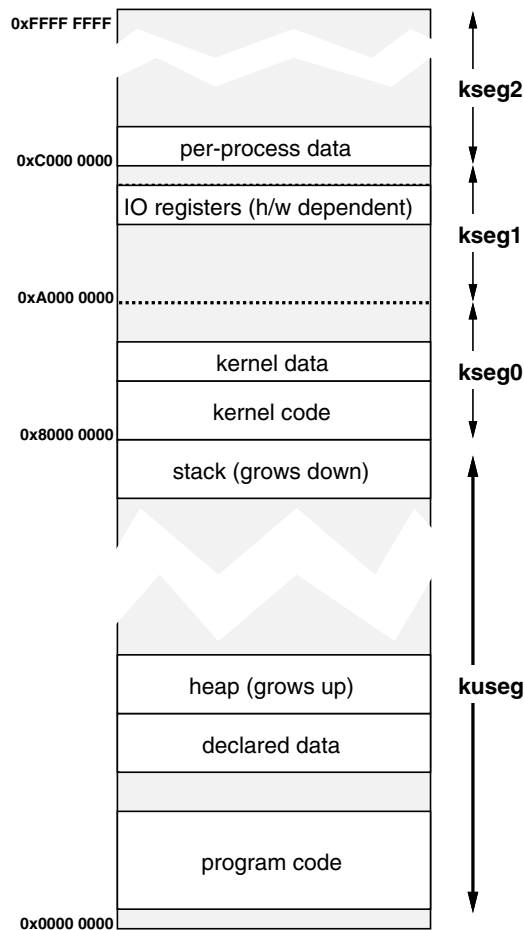 0xFFFF FFFF
kseg2
per-process data
0xC000 0000
IO registers (h/w dependent)
kseg1
0xA000 0000
kernel data
kseg0
kernel code
0x8000 0000
stack (grows down)
heap (grows up)
kuseg
declared data
program code
0x0000 0000